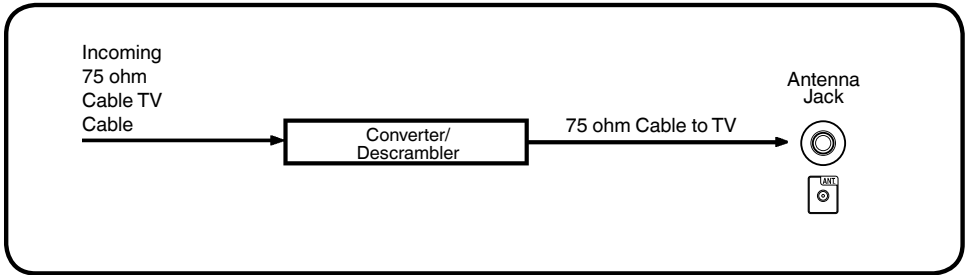 Incoming
75 ohm
Cable TV
Cable
Converter/
Descrambler
75 ohm Cable to TV
Antenna
Jack
ANT